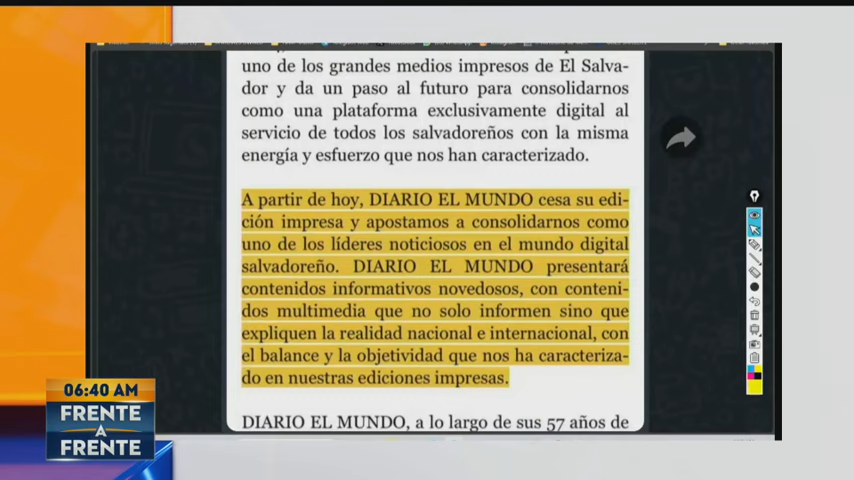 uno de los grandes medios impresos de El Salva-
dor y da un paso al futuro para consolidarnos
como una plataforma exclusivamente digital al
servicio de todos los salvadoreños con la misma
energía y esfuerzo que nos han caracterizado.
A partir de hoy, DIARIO EL MUNDO cesa su edi-
ción impresa y apostamos a consolidarnos como
uno de los líderes noticiosos en el mundo digital
salvadoreño. DIARIO EL MUNDO presentará
contenidos informativos novedosos, con conteni-
dos multimedia que no solo informen sino que
expliquen la realidad nacional e internacional, con
el balance y la objetividad que nos ha caracteriza-
do en nuestras ediciones impresas.
DIARIO EL MUNDO, a lo largo de sus 57 años de
06:40 AM
FRENTE
A
FRENTE